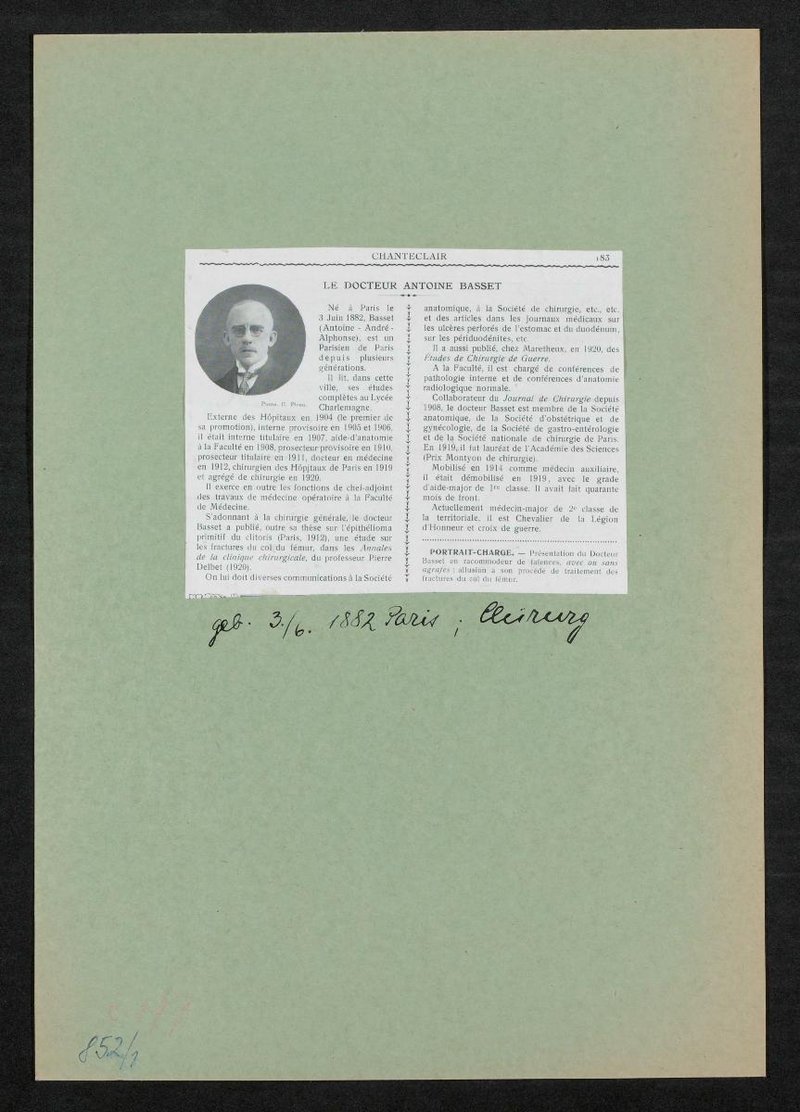 CHANTECLAIR 183
LE DOCTEUR ANTOINE BASSET
Né à Paris le
3 Juin 1882, Basset
(Antoine - André -
Alphonse), est un
Parisien de Paris
depuis plusieurs
générations.
Il fit, dans cette
ville, ses études
complètes au Lycée
Charlemagne.
Externe des Hôpitaux en 1904 (le premier de
sa promotion), interne provisoire en 1905 et 1906,
il était interne titulaire en 1907, aide-d'anatomie
à la Faculté en 1908, prosecteur provisoire en 1910,
prosecteur titulaire en 1911, docteur en médecine
en 1912, chirurgien des Hôpitaux de Paris en 1919
et agrégé de chirurgie en 1920.
Il exerce en outre les fonctions de chef-adjoint
des travaux de médecine opératoire à la Faculté
de Médecine.
S'adonnant à la chirurgie générale, le docteur
Basset a publié, outre sa thèse sur l'épithélioma
primitif du clitoris (Paris, 1912), une étude sur
les fractures du col du fémur, dans les Annales
de la clinique chirurgicale, du professeur Pierre
Delbet (1920).
On lui doit diverses communications à la Société
anatomique, à la Société de chirurgie, etc., etc.
et des articles dans les journaux médicaux sur
les ulcères perforés de l'estomac et du duodénum,
sur les périduodénites, etc.
Il a aussi publié, chez Maretheux, en 1920, des
Études de Chirurgie de Guerre.
A la Faculté, il est chargé de conférences de
pathologie interne et de conférences d'anatomie
radiologique normale.
Collaborateur du Journal de Chirurgie depuis
1908, le docteur Basset est membre de la Société
anatomique, de la Société d'obstétrique et de
gynécologie, de la Société de gastro-entérologie
et de la Société nationale de chirurgie de Paris.
En 1919, il fut lauréat de l'Académie des Sciences
(Prix Montyon de chirurgie).
Mobilisé en 1914 comme médecin auxiliaire,
il était démobilisé en 1919, avec le grade
d'aide-major de 1re classe. Il avait fait quarante
mois de front.
Actuellement médecin-major de 2e classe de
la territoriale, il est Chevalier de la Légion
d'Honneur et croix de guerre.
PORTRAIT-CHARGE. — Présentation du Docteur
Basset en raccommodeur de faïences, avec ou sans
agrafes : allusion à son procédé de traitement des
fractures du col du fémur.
geb. 3./6. 1882 Paris ; Chirurg
852/1